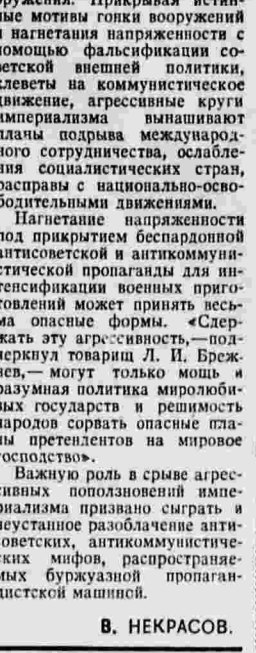 оружения. Прикрывая истин-
ные мотивы гонки вооружений
и нагнетания напряженности с
помощью фальсификации со-
ветской внешней политики,
клеветы на коммунистическое
движение, агрессивные круги
империализма вынашивают
планы подрыва международ-
ного сотрудничества, ослабле-
ния социалистических стран,
расправы с национально-осво-
бодительными движениями.
Нагнетание напряженности
под прикрытием беспардонной
антисоветской и антикоммуни-
стической пропаганды для ин-
тенсификации военных приго-
товлений может принять весь-
ма опасные формы. «Сдер-
жать эту агрессивность,—под-
черкнул товарищ Л. И. Бреж-
нев,— могут только мощь и
разумная политика миролюби-
вых государств и решимость
народов сорвать опасные пла-
ны претендентов на мировое
господство».
Важную роль в срыве агрес-
сивных поползновений импе-
риализма призвано сыграть и
неустанное разоблачение анти-
советских, антикоммунистиче-
ских мифов, распространяе-
мых буржуазной пропаган-
дистской машиной.
В. НЕКРАСОВ.